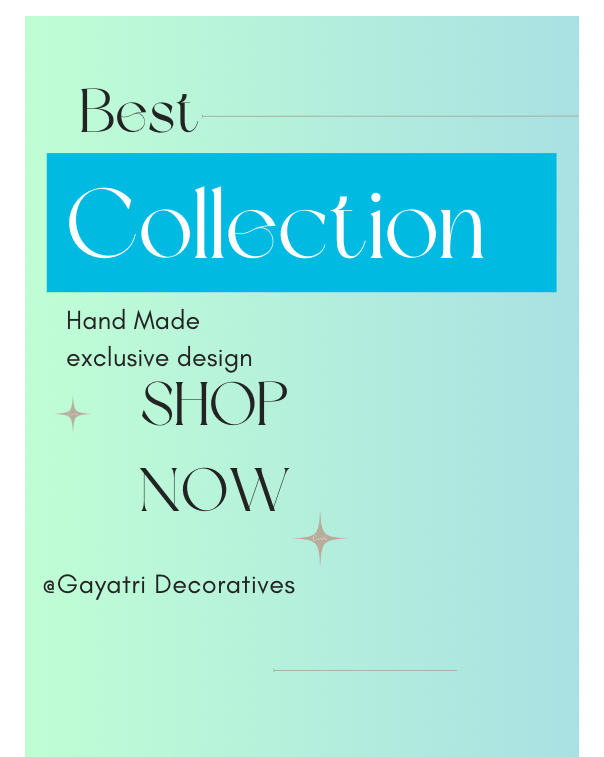 Best
Collection
Hand Made
exclusive design
SHOP
NOW
@Gayatri Decoratives